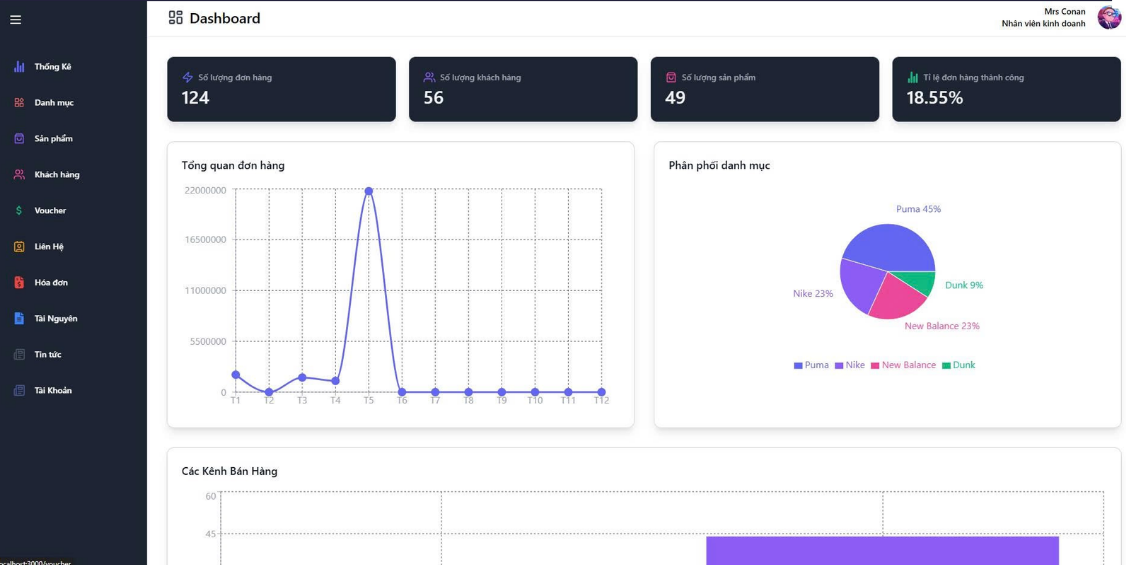 Dashboard
Mrs Conan
Nhân viên kinh doanh
Thống Kê
Danh mục
Sản phẩm
Khách hàng
Voucher
Liên Hệ
Hóa đơn
Tài Nguyên
Tin tức
Tài Khoản
Số lượng đơn hàng
124
Số lượng khách hàng
56
Số lượng sản phẩm
49
Tỉ lệ đơn hàng thành công
18.55%
Tổng quan đơn hàng
22000000
16500000
11000000
5500000
0
T1 T2 T3 T4 T5 T6 T7 T8 T9 T10 T11 T12
Phân phối danh mục
Puma 45%
Dunk 9%
Nike 23%
New Balance 23%
Puma Nike New Balance Dunk
Các Kênh Bán Hàng
60
45
localhost:3000/voucher